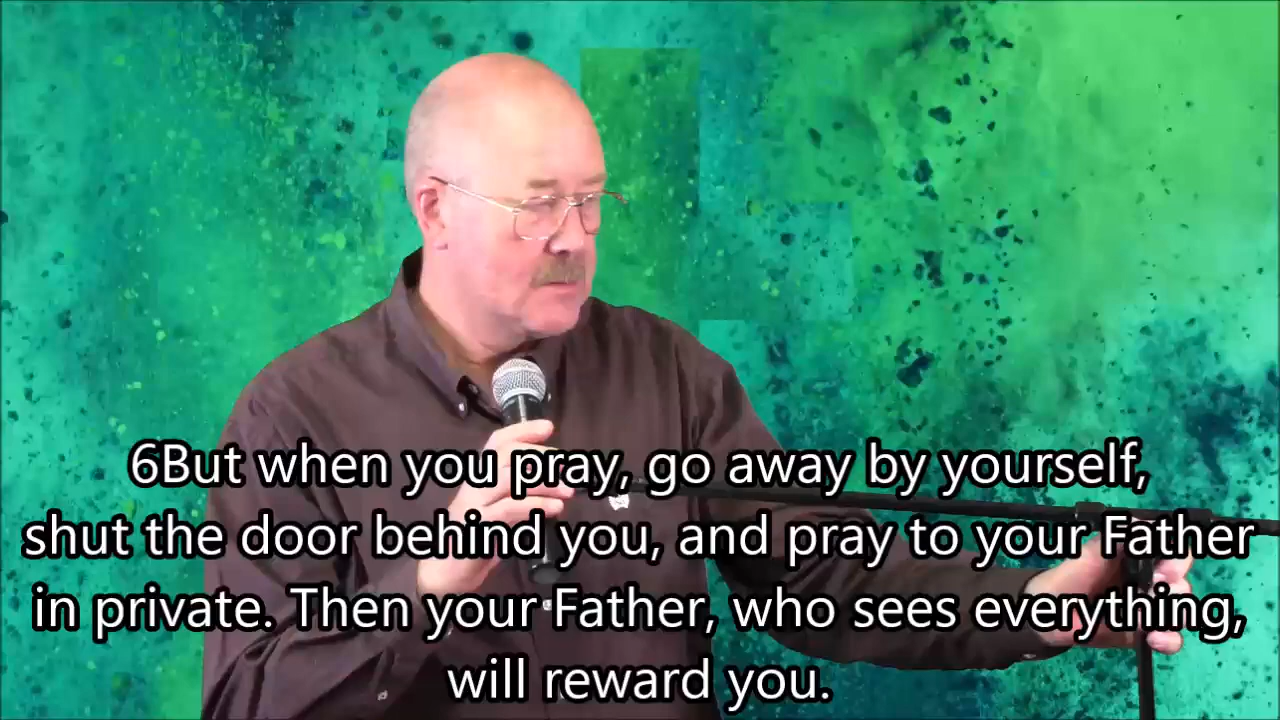 6But when you pray, go away by yourself,
shut the door behind you, and pray to your Father
in private. Then your Father, who sees everything,
will reward you.